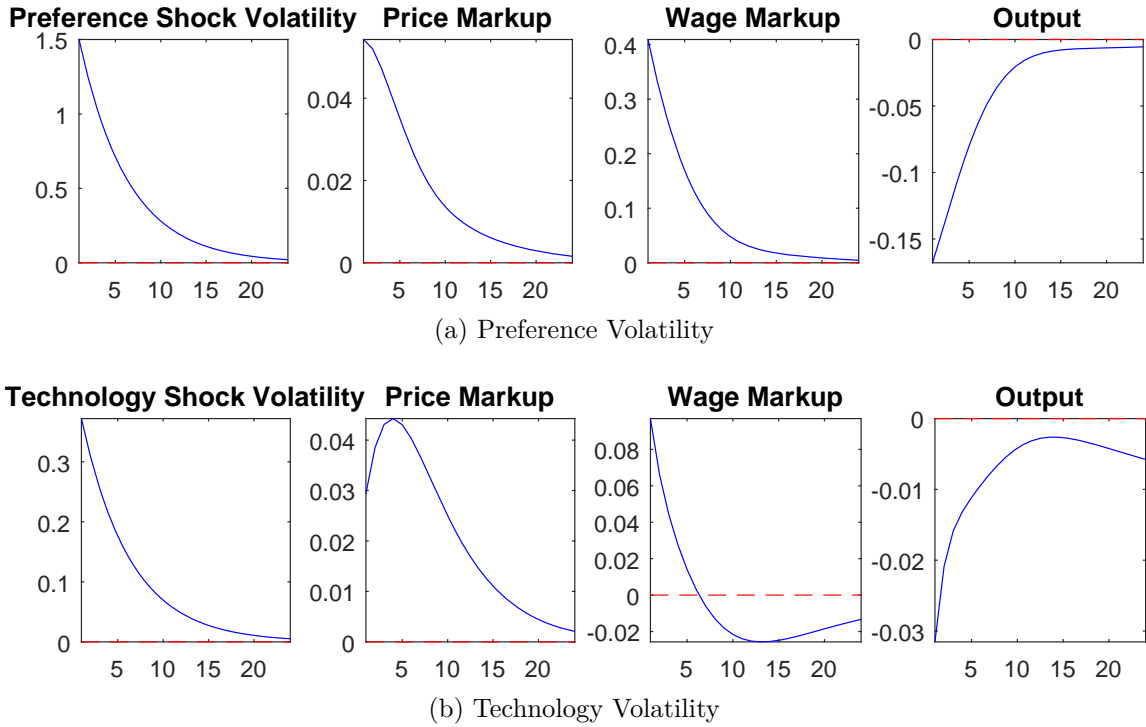 Preference Shock Volatility Price Markup Wage Markup Output
1.5 0.4 0
1 0.04 0.3 -0.05
0.5 0.02 0.2 -0.1
0.1 -0.15
0 0 0
5 10 15 20 5 10 15 20 5 10 15 20 5 10 15 20
(a) Preference Volatility
Technology Shock Volatility Price Markup Wage Markup Output
0.3 0.04 0.08 0
0.2 0.03 0.06 -0.01
0.1 0.02 0.04 -0.02
0 0.01 0.02 -0.03
0 0
-0.02
5 10 15 20 5 10 15 20 5 10 15 20 5 10 15 20
(b) Technology Volatility